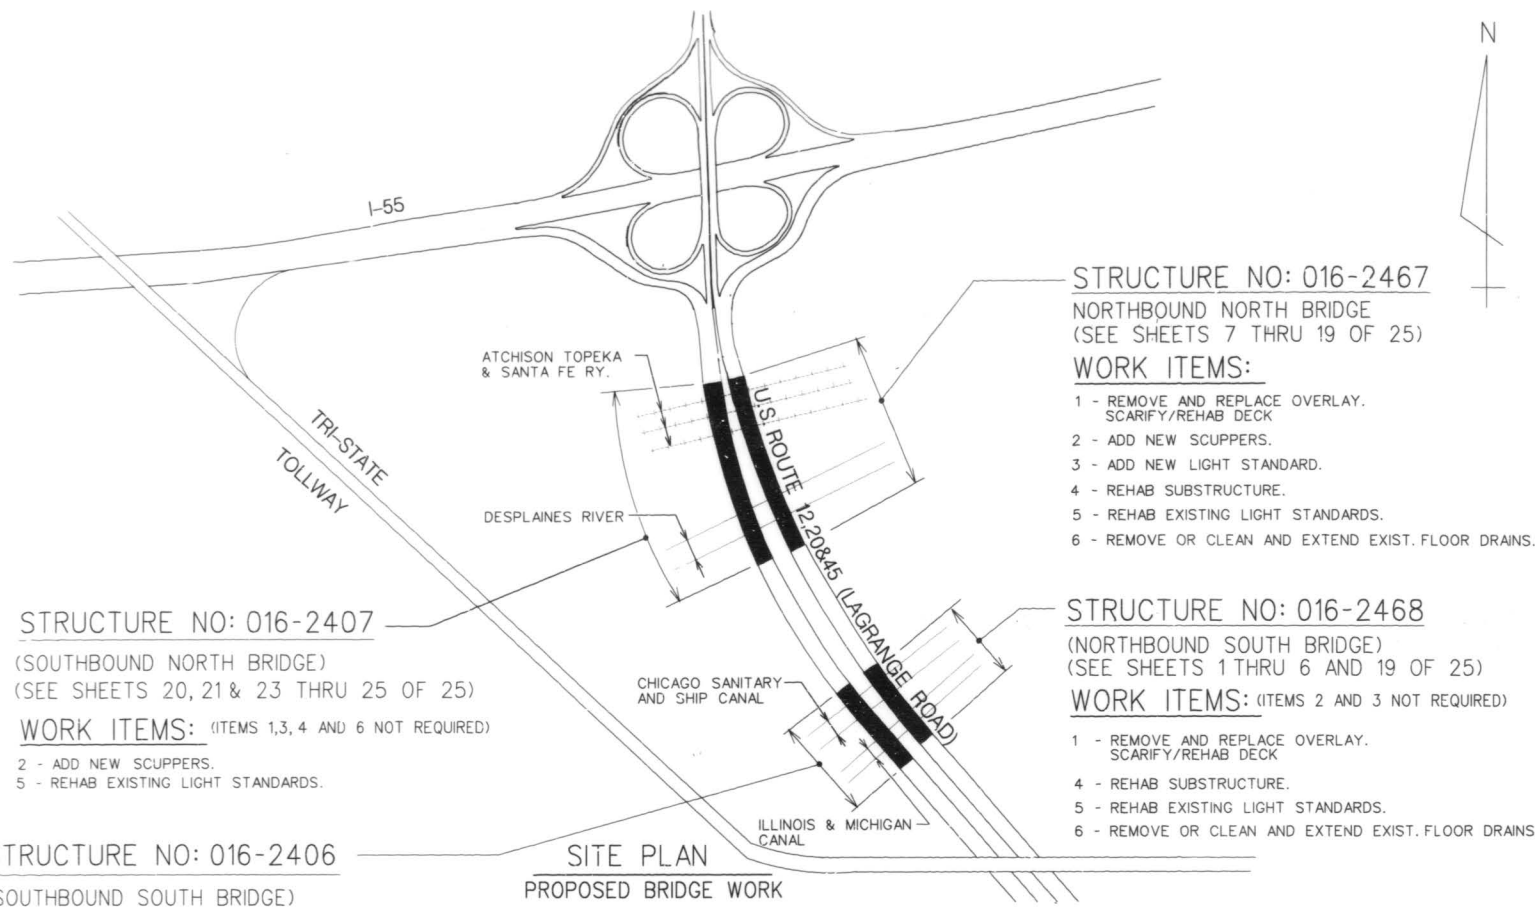 N
I-55
STRUCTURE NO: 016-2467
NORTHBOUND NORTH BRIDGE
(SEE SHEETS 7 THRU 19 OF 25)
WORK ITEMS:
1 - REMOVE AND REPLACE OVERLAY.
SCARIFY/REHAB DECK
2 - ADD NEW SCUPPERS.
3 - ADD NEW LIGHT STANDARD.
4 - REHAB SUBSTRUCTURE.
5 - REHAB EXISTING LIGHT STANDARDS.
6 - REMOVE OR CLEAN AND EXTEND EXIST. FLOOR DRAINS.
ATCHISON TOPEKA
& SANTA FE RY.
U.S. ROUTE 12,20&45 (LAGRANGE ROAD)
TRI-STATE
TOLLWAY
DESPLAINES RIVER
STRUCTURE NO: 016-2407
(SOUTHBOUND NORTH BRIDGE)
(SEE SHEETS 20, 21 & 23 THRU 25 OF 25)
WORK ITEMS: (ITEMS 1,3, 4 AND 6 NOT REQUIRED)
2 - ADD NEW SCUPPERS.
5 - REHAB EXISTING LIGHT STANDARDS.
STRUCTURE NO: 016-2468
(NORTHBOUND SOUTH BRIDGE)
(SEE SHEETS 1 THRU 6 AND 19 OF 25)
WORK ITEMS: (ITEMS 2 AND 3 NOT REQUIRED)
1 - REMOVE AND REPLACE OVERLAY.
SCARIFY/REHAB DECK
4 - REHAB SUBSTRUCTURE.
5 - REHAB EXISTING LIGHT STANDARDS.
6 - REMOVE OR CLEAN AND EXTEND EXIST. FLOOR DRAINS
CHICAGO SANITARY
AND SHIP CANAL
ILLINOIS & MICHIGAN
CANAL
TRUCTURE NO: 016-2406
SOUTHBOUND SOUTH BRIDGE)
SITE PLAN
PROPOSED BRIDGE WORK